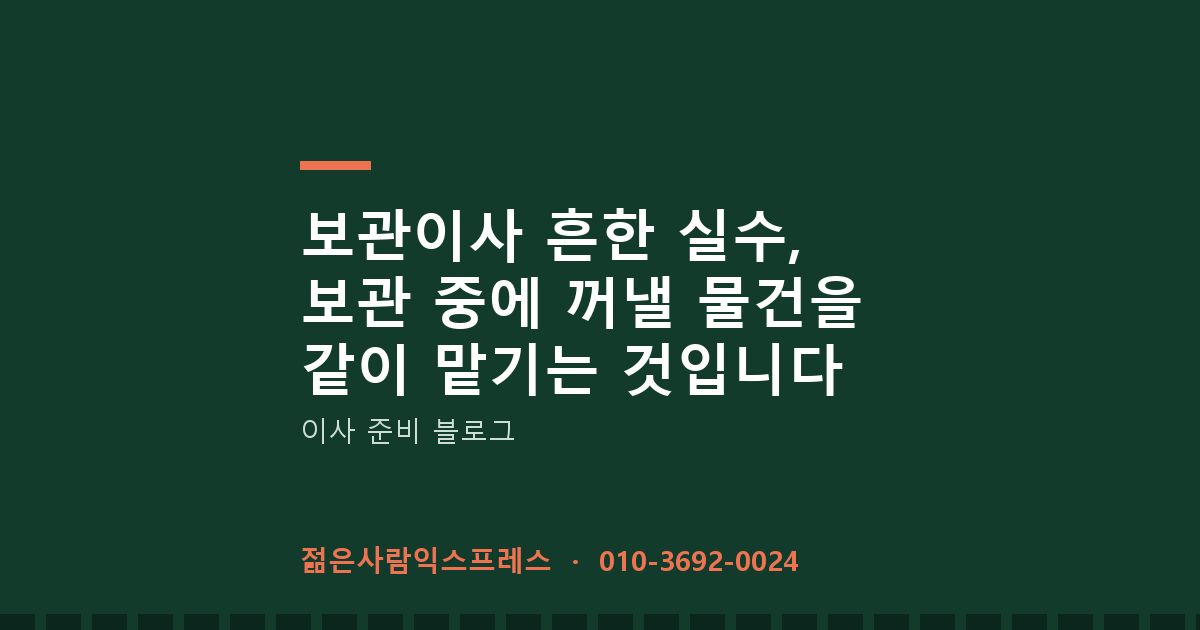 보관이사 흔한 실수,
보관 중에 꺼낼 물건을
같이 맡기는 것입니다
이사 준비 블로그
젊은사람익스프레스 · 010-3692-0024